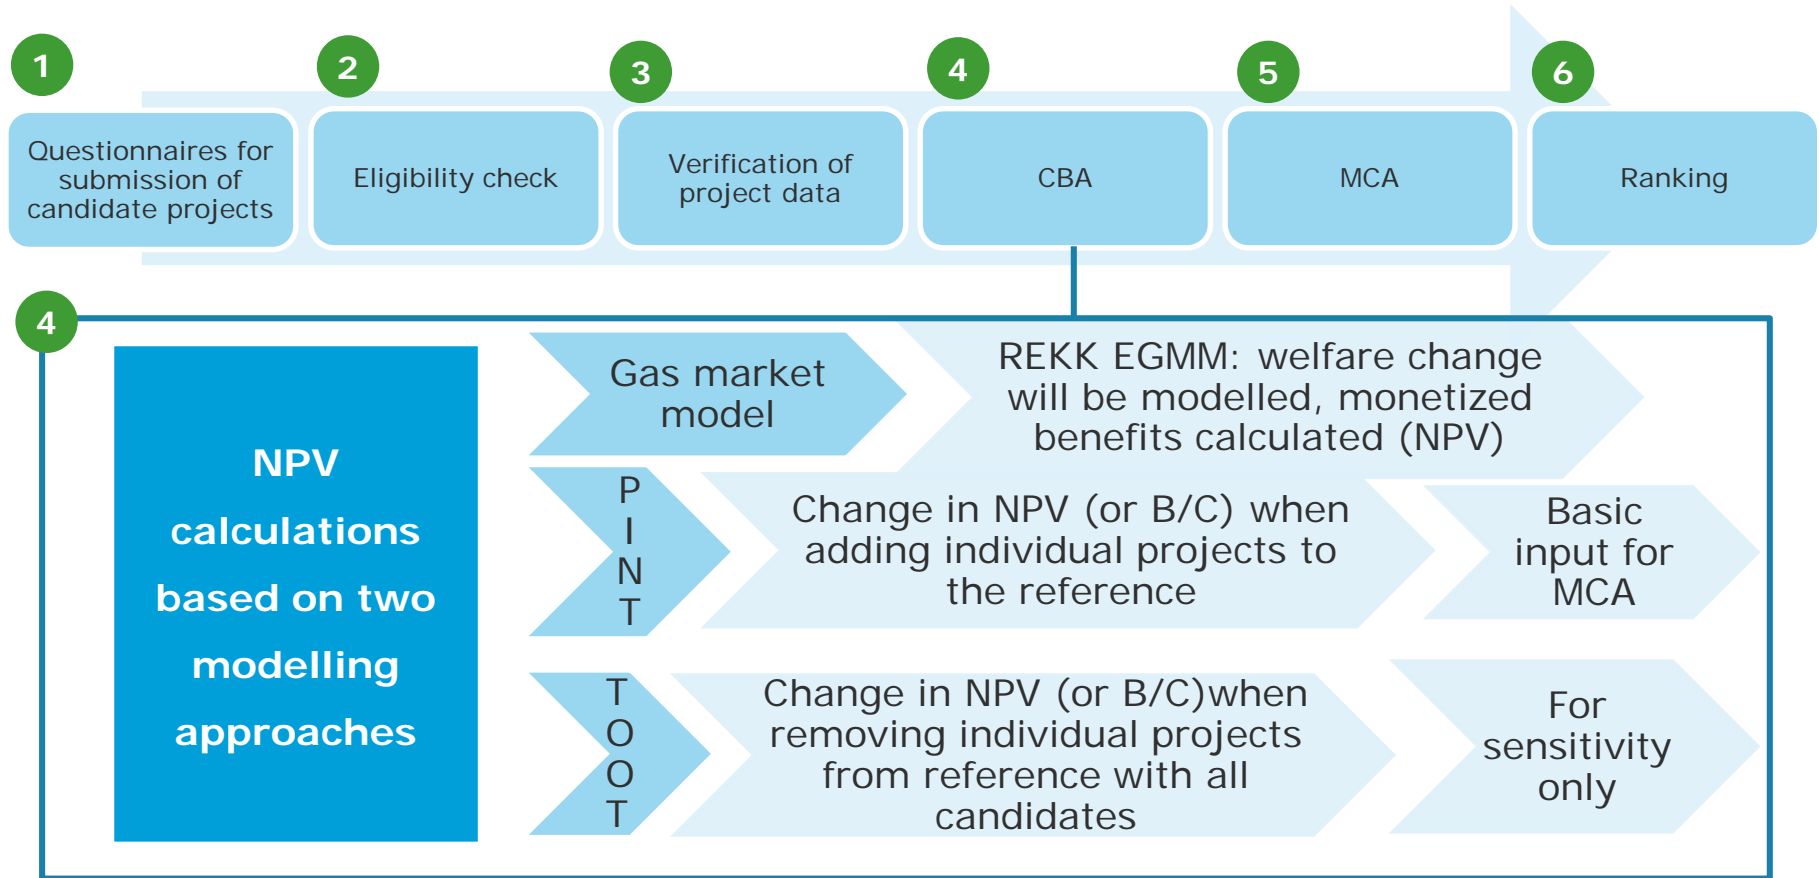 1
2
3
4
5
6
Questionnaires for
submission of
candidate projects
Eligibility check
Verification of
project data
CBA
MCA
Ranking
4
NPV
calculations
based on two
modelling
approaches
Gas market
model
REKK EGMM: welfare change
will be modelled, monetized
benefits calculated (NPV)
P
I
N
T
Change in NPV (or B/C) when
adding individual projects to
the reference
Basic
input for
MCA
T
O
O
T
Change in NPV (or B/C)when
removing individual projects
from reference with all
candidates
For
sensitivity
only